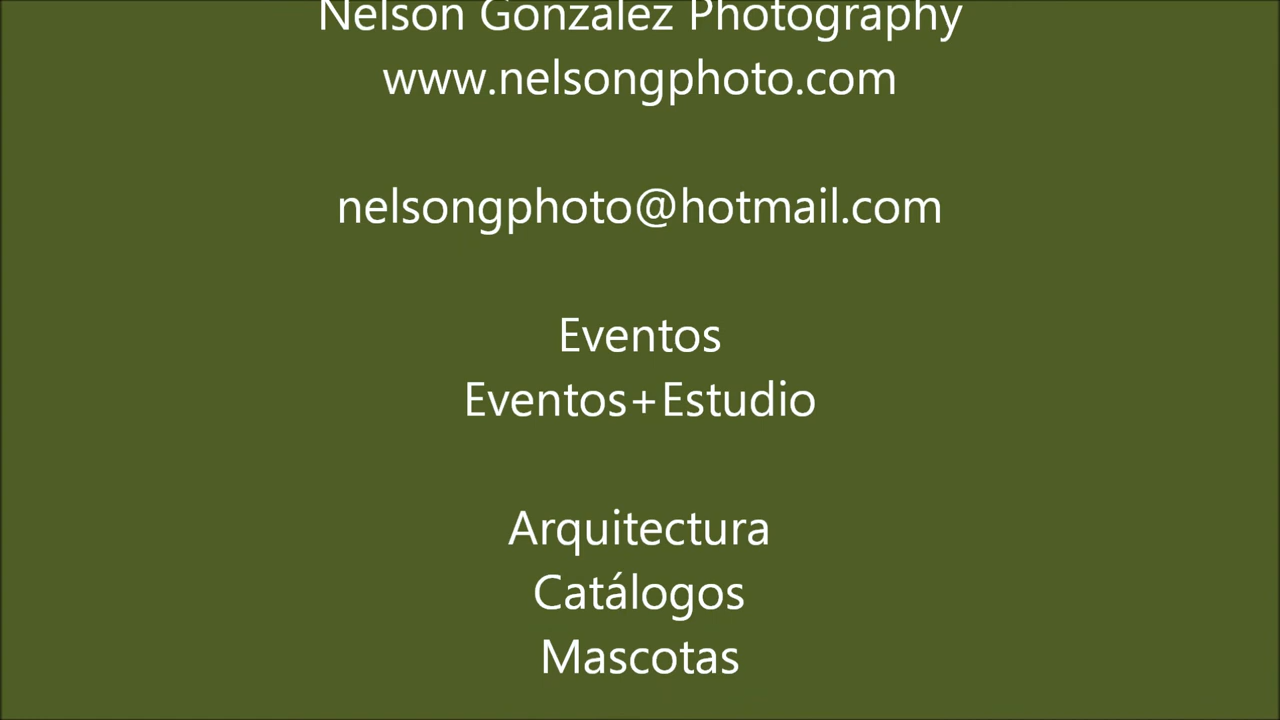 Nelson Gonzalez Photography
www.nelsongphoto.com
nelsongphoto@hotmail.com
Eventos
Eventos+Estudio
Arquitectura
Catálogos
Mascotas